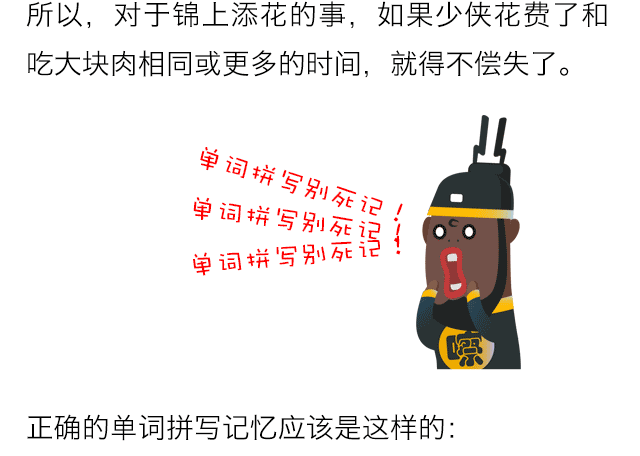 所以，对于锦上添花的事，如果少侠花费了和
吃大块肉相同或更多的时间，就得不偿失了。
单词拼写别死记！
单词拼写别死记！
单词拼写别死记！
嘹
正确的单词拼写记忆应该是这样的：